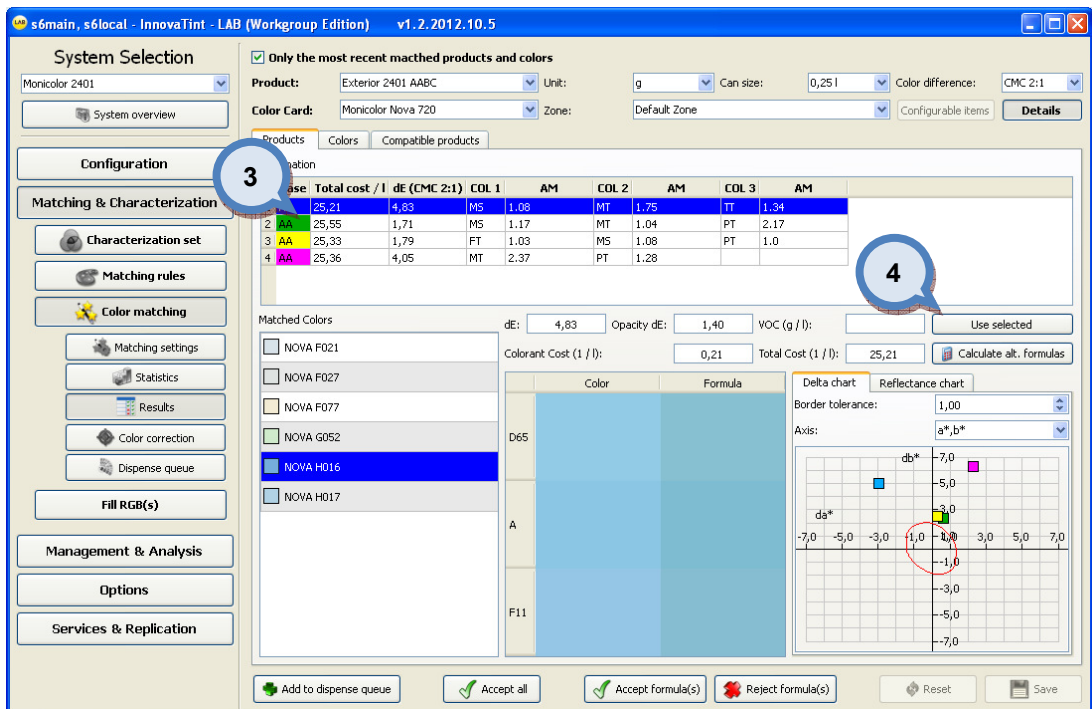 s6main, s6local - InnovaTint - LAB (Workgroup Edition) v1.2.2012.10.5
System Selection
Monicolor 2401
System overview
Configuration
Matching & Characterization
Characterization set
Matching rules
Color matching
Matching settings
Statistics
Results
Color correction
Dispense queue
Fill RGB(s)
Management & Analysis
Options
Services & Replication
Only the most recent macthed products and colors
Product: Exterior 2401 AABC Unit: g Can size: 0,25 l Color difference: CMC 2:1
Color Card: Monicolor Nova 720 Zone: Default Zone Configurable items Details
Products Colors Compatible products
3
Total cost / l dE (CMC 2:1) COL 1 AM COL 2 AM COL 3 AM
25,21 4,83 MS 1.08 MT 1.75 TT 1.34
2 AA 25,55 1,71 MS 1.17 MT 1.04 PT 2.17
3 AA 25,33 1,79 FT 1.03 MS 1.08 PT 1.0
4 AA 25,36 4,05 MT 2.37 PT 1.28
4
Matched Colors
NOVA F021
NOVA F027
NOVA F077
NOVA G052
NOVA H016
NOVA H017
dE: 4,83 Opacity dE: 1,40 VOC (g / l): Use selected
Colorant Cost (1 / l): 0,21 Total Cost (1 / l): 25,21 Calculate alt. formulas
Color Formula
D65
A
F11
Delta chart Reflectance chart
Border tolerance: 1,00
Axis: a*,b*
db* 7,0
5,0
3,0
da*
-7,0 -5,0 -3,0 -1,0 3,0 5,0 7,0
-1,0
-3,0
-5,0
-7,0
Add to dispense queue Accept all Accept formula(s) Reject formula(s) Reset Save